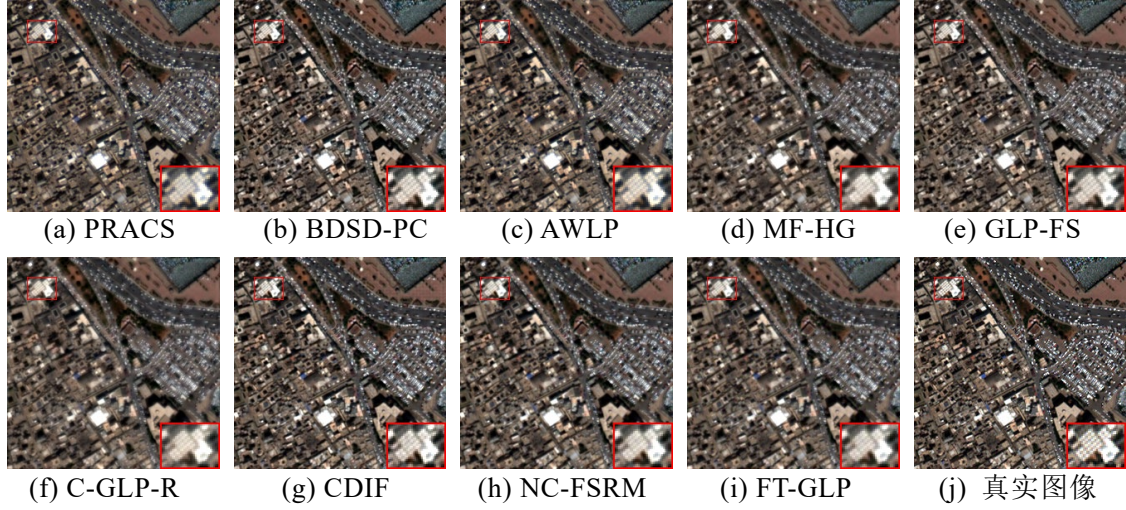 (a) PRACS (b) BDSD-PC (c) AWLP (d) MF-HG (e) GLP-FS
(f) C-GLP-R (g) CDIF (h) NC-FSRM (i) FT-GLP (j) 真实图像